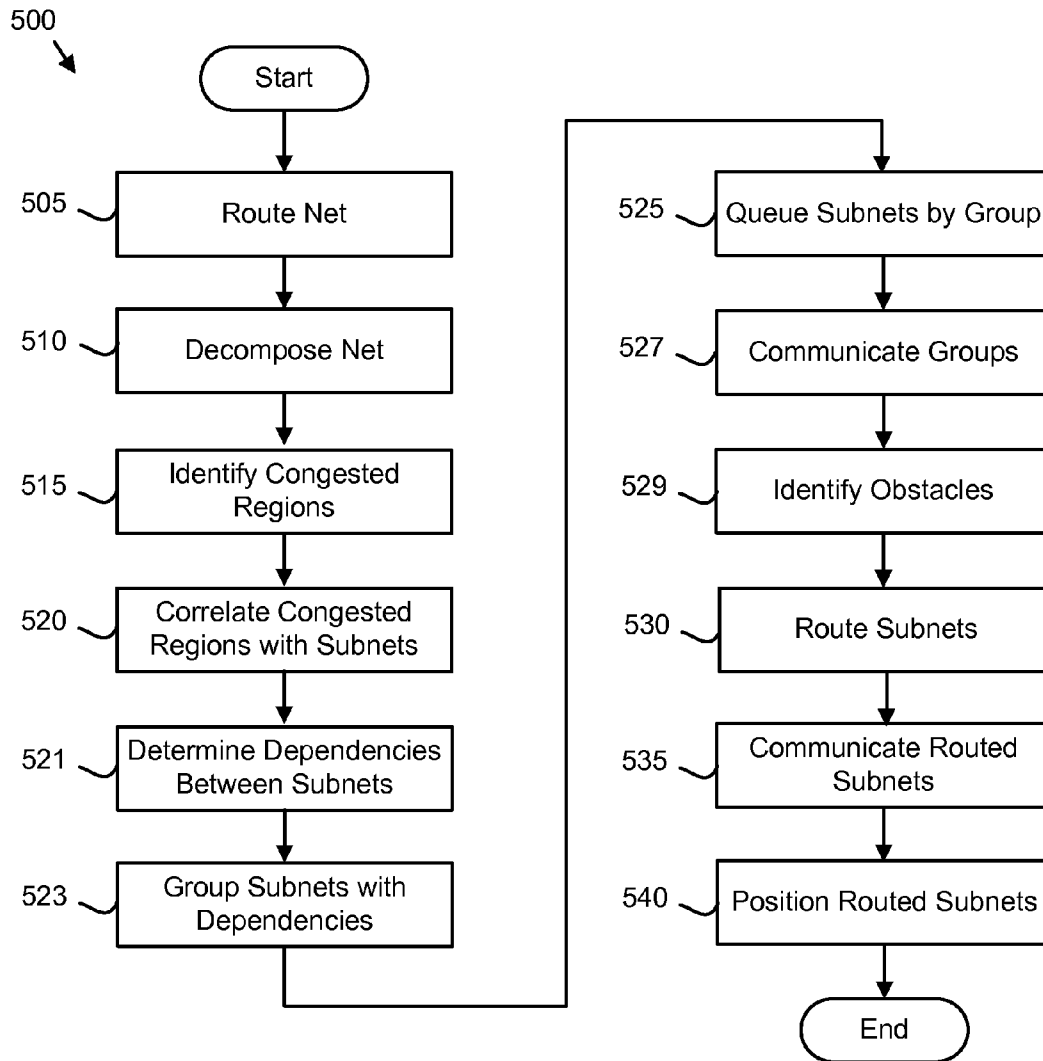 500
Start
505
Route Net
510
Decompose Net
515
Identify Congested
Regions
520
Correlate Congested
Regions with Subnets
521
Determine Dependencies
Between Subnets
523
Group Subnets with
Dependencies
525
Queue Subnets by Group
527
Communicate Groups
529
Identify Obstacles
530
Route Subnets
535
Communicate Routed
Subnets
540
Position Routed Subnets
End